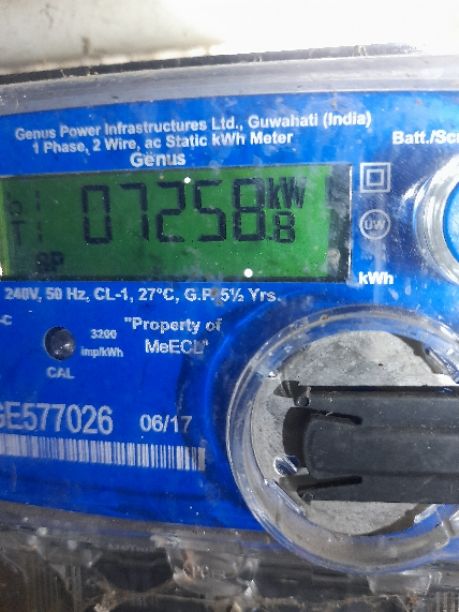 Genus Power Infrastructures Ltd., Guwahati (India)
1 Phase, 2 Wire, ac Static kWh Meter
Genus
Batt./Scr
07258.8 KW
UW
kWh
240V, 50 Hz, CL-1, 27°C, G.P. 5½ Yrs.
-C
3200
imp/kWh
CAL
"Property of
MeECL"
GE577026 06/17